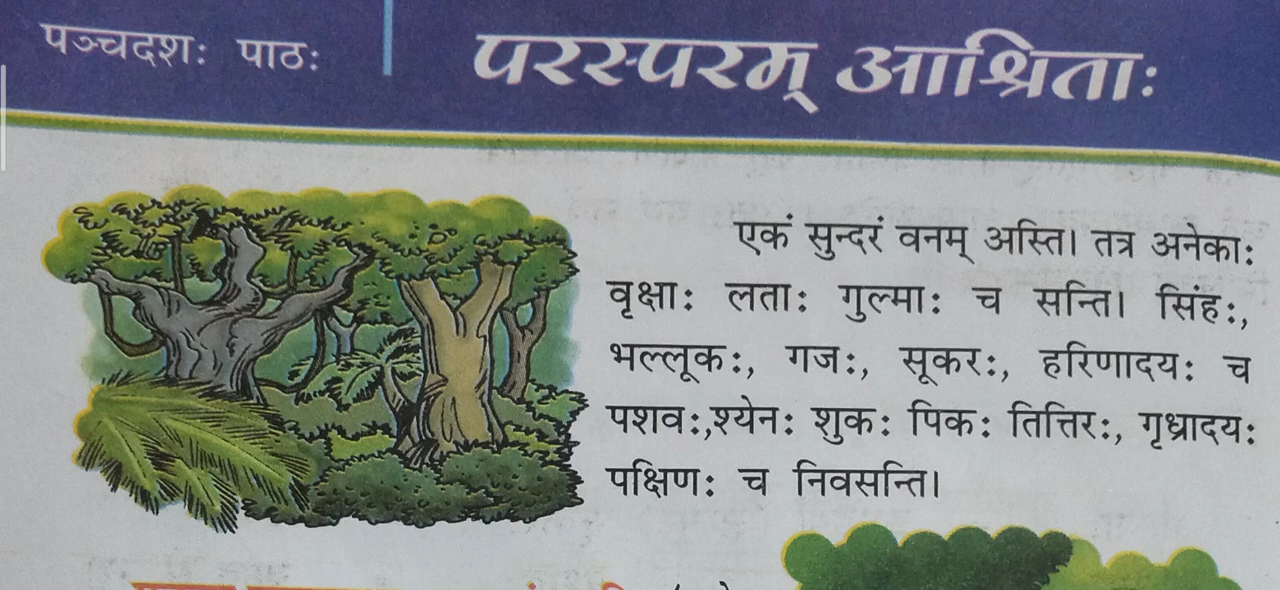 पञ्चदशः पाठः
परस्परम् आश्रिताः
एकं सुन्दरं वनम् अस्ति। तत्र अनेकाः
वृक्षाः लताः गुल्माः च सन्ति। सिंहः,
भल्लूकः, गजः, सूकरः, हरिणादयः च
पशवः,श्येनः शुकः पिकः तित्तिरः, गृध्रादयः
पक्षिणः च निवसन्ति।